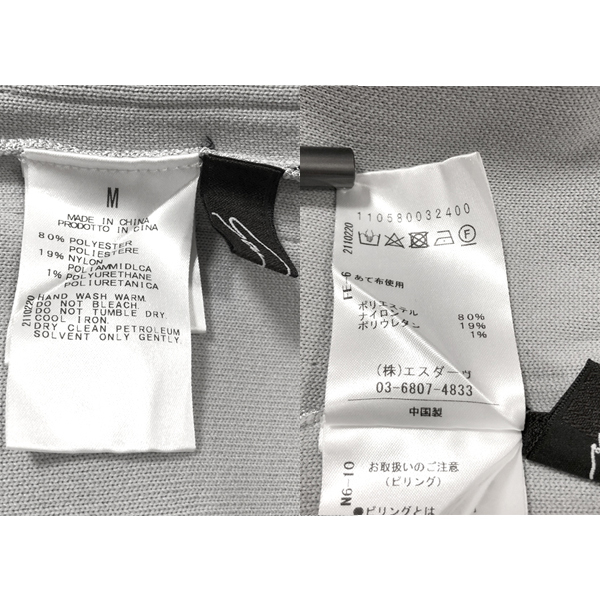 M
MADE IN CHINA
PRODOTTO IN CINA
80% POLYESTER
POLIESTERE
19% NYLON
POLIAMMIDLCA
1% POLYURETHANE
POLIURETANICA
HAND WASH WARM.
DO NOT BLEACH.
DO NOT TUMBLE DRY.
COOL IRON.
DRY CLEAN PETROLEUM
SOLVENT ONLY GENTLY.
2110220
110580032400
2110220
FE-16
あて布使用
ポリエステル 80%
ナイロン 19%
ポリウレタン 1%
(株)エスダーツ
03-6807-4833
中国製
N6-10
お取扱いのご注意
(ピリング)
●ピリングとは